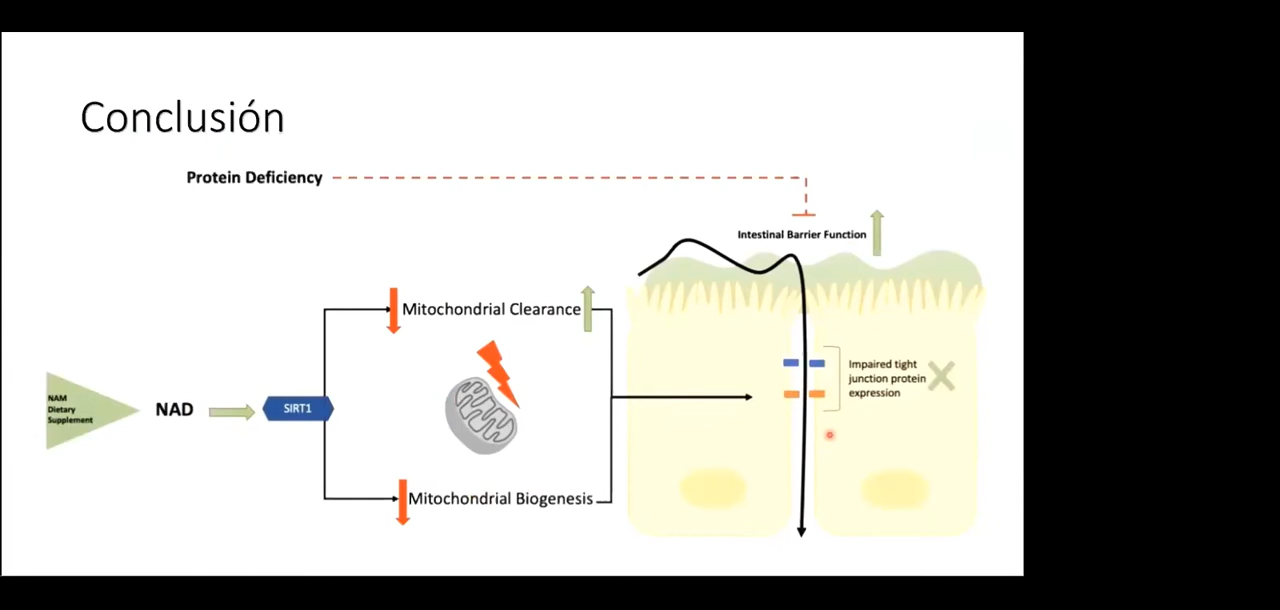 Conclusión
Protein Deficiency
Intestinal Barrier Function
Mitochondrial Clearance
Impaired tight
junction protein
expression
NAM
Dietary
Supplement
NAD
SIRT1
Mitochondrial Biogenesis